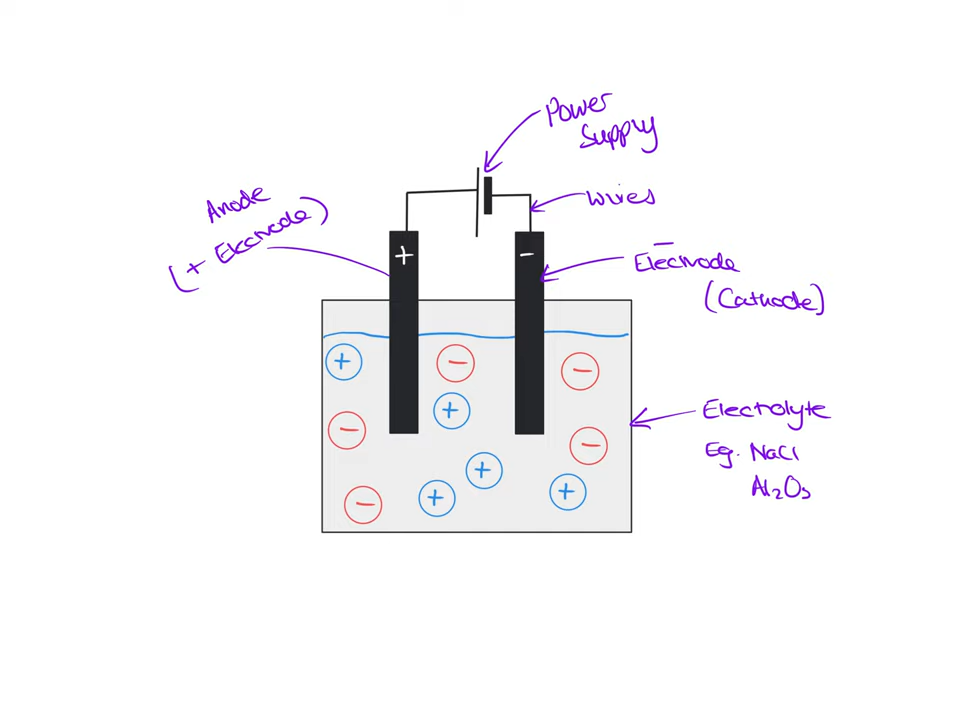 Power
Supply
Wires
Anode
(+ Electrode)
+
-
- Electrode
(Cathode)
+
-
-
+
-
-
Electrolyte
Eg. NaCl
Al₂O₃
+
+
+
-